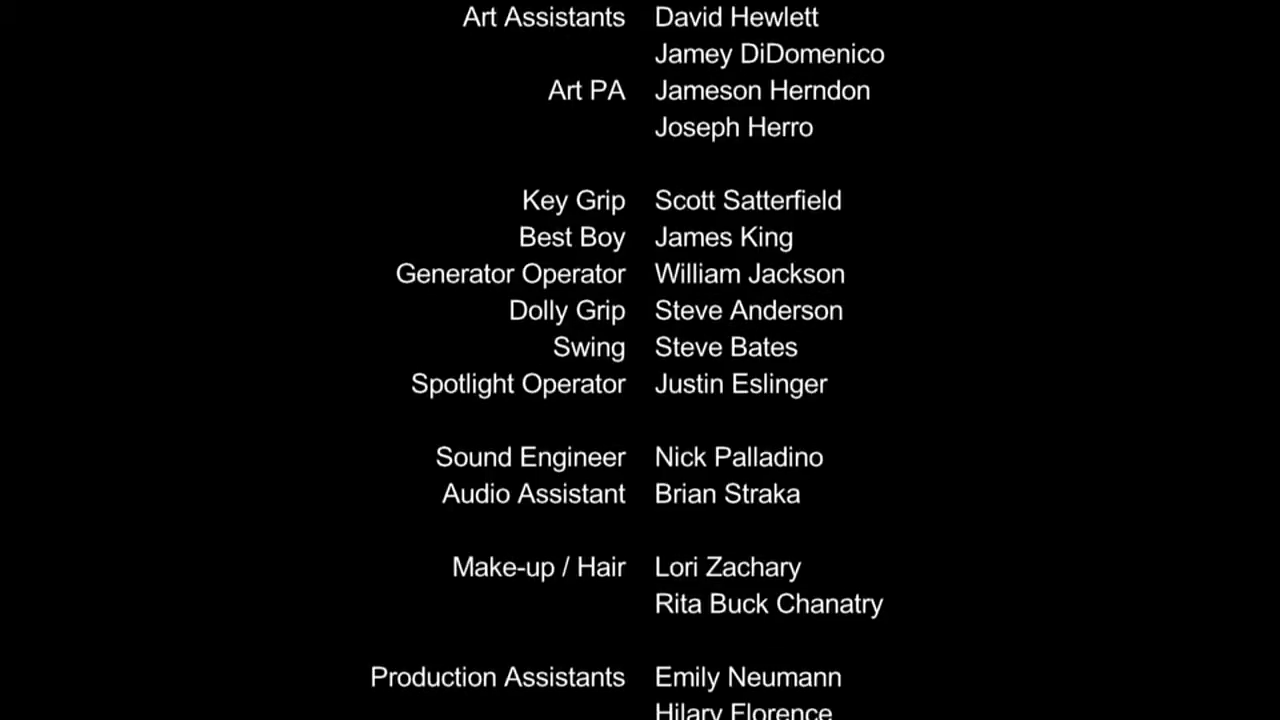 Art Assistants David Hewlett
Jamey DiDomenico
Art PA Jameson Herndon
Joseph Herro
Key Grip Scott Satterfield
Best Boy James King
Generator Operator William Jackson
Dolly Grip Steve Anderson
Swing Steve Bates
Spotlight Operator Justin Eslinger
Sound Engineer Nick Palladino
Audio Assistant Brian Straka
Make-up / Hair Lori Zachary
Rita Buck Chanatry
Production Assistants Emily Neumann
Hilary Florence